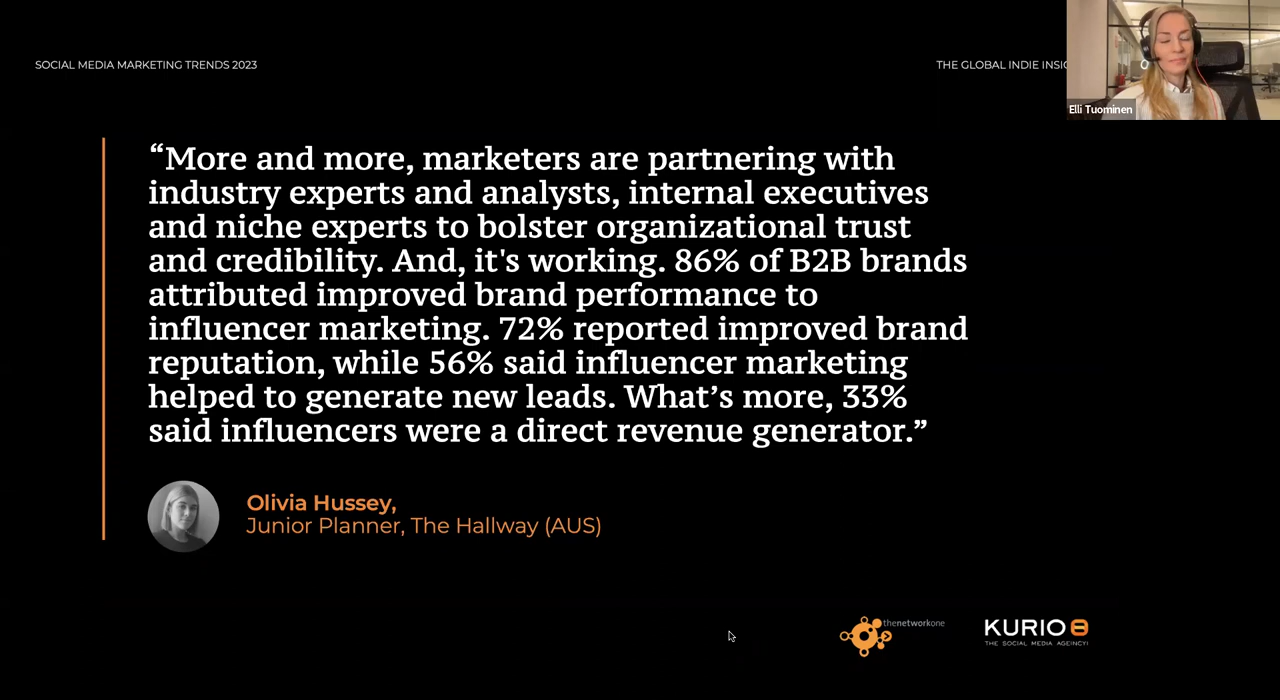 SOCIAL MEDIA MARKETING TRENDS 2023
THE GLOBAL INDIE
Elli Tuominen
“More and more, marketers are partnering with
industry experts and analysts, internal executives
and niche experts to bolster organizational trust
and credibility. And, it's working. 86% of B2B brands
attributed improved brand performance to
influencer marketing. 72% reported improved brand
reputation, while 56% said influencer marketing
helped to generate new leads. What’s more, 33%
said influencers were a direct revenue generator.”
Olivia Hussey,
Junior Planner, The Hallway (AUS)
thenetworkone
KURIO
THE SOCIAL MEDIA AGENCY